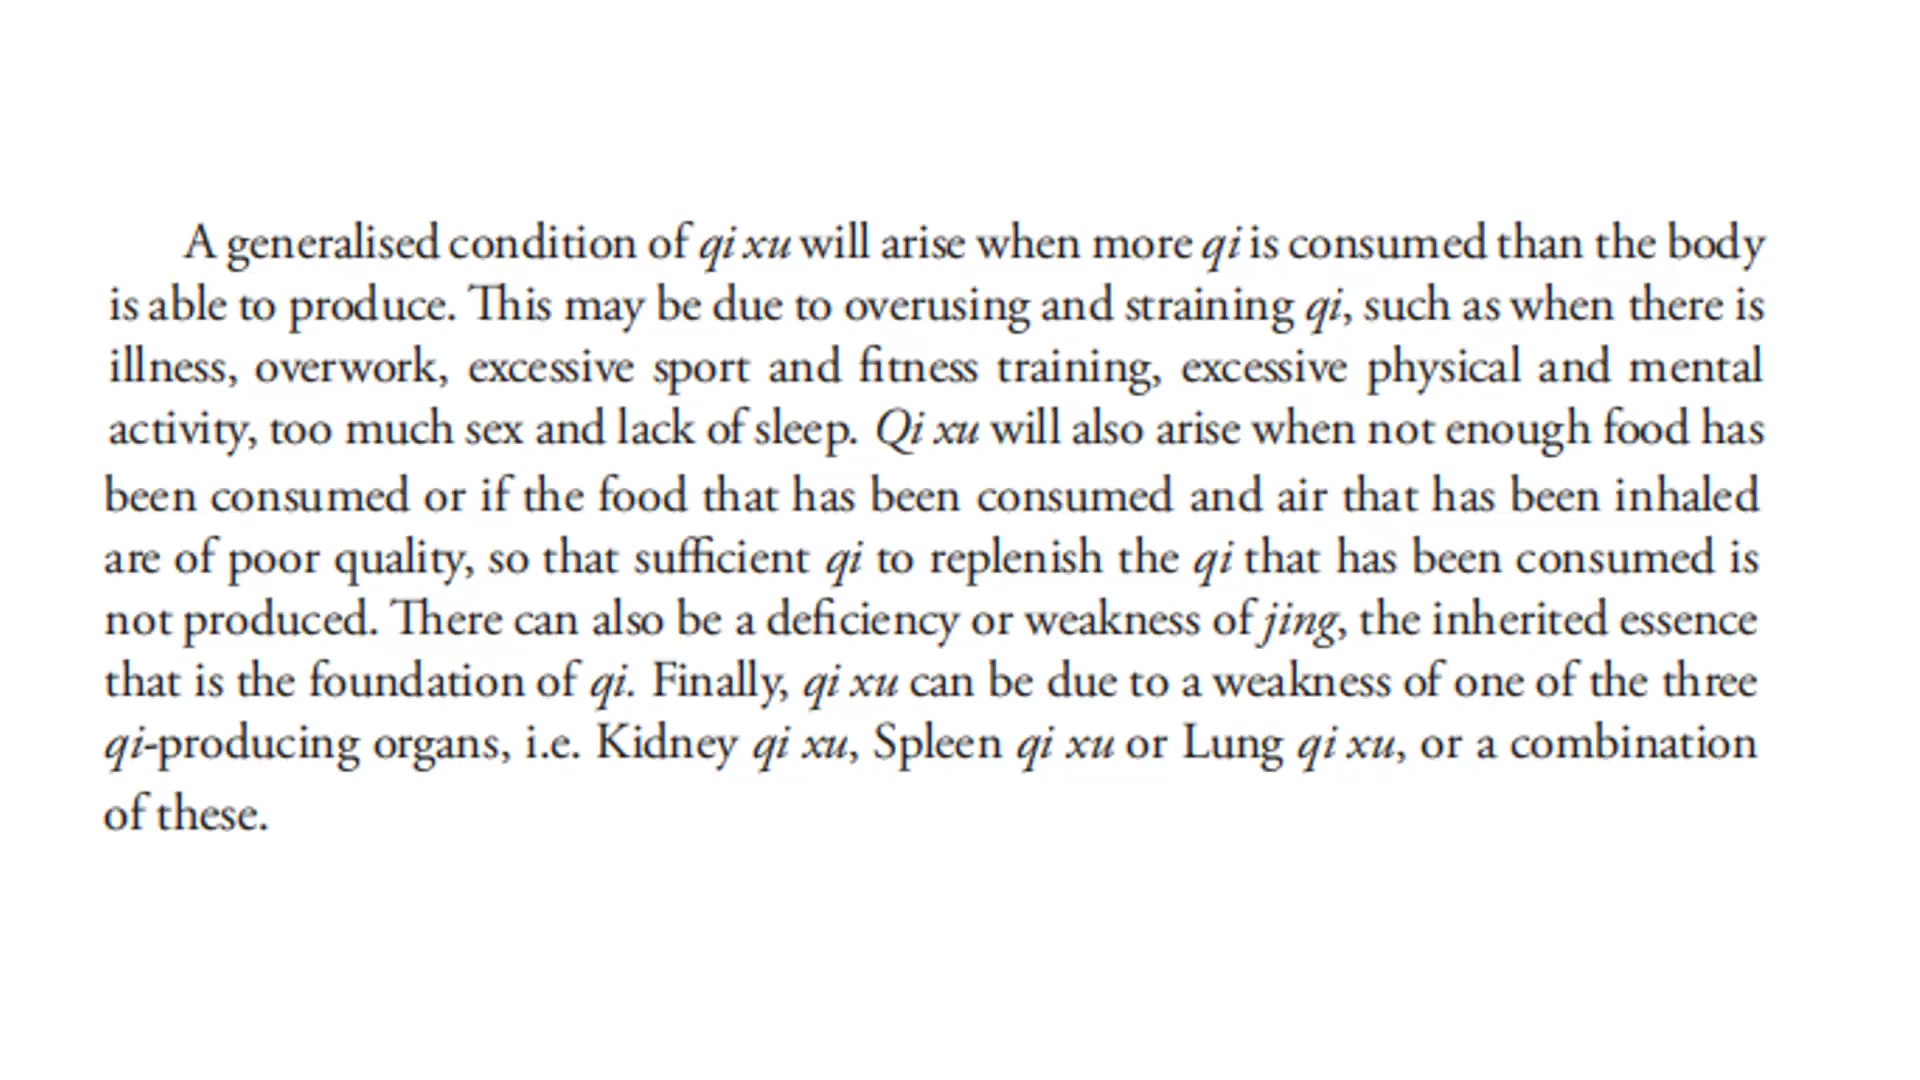 A generalised condition of qi xu will arise when more qi is consumed than the body
is able to produce. This may be due to overusing and straining qi, such as when there is
illness, overwork, excessive sport and fitness training, excessive physical and mental
activity, too much sex and lack of sleep. Qi xu will also arise when not enough food has
been consumed or if the food that has been consumed and air that has been inhaled
are of poor quality, so that sufficient qi to replenish the qi that has been consumed is
not produced. There can also be a deficiency or weakness of jing, the inherited essence
that is the foundation of qi. Finally, qi xu can be due to a weakness of one of the three
qi-producing organs, i.e. Kidney qi xu, Spleen qi xu or Lung qi xu, or a combination
of these.